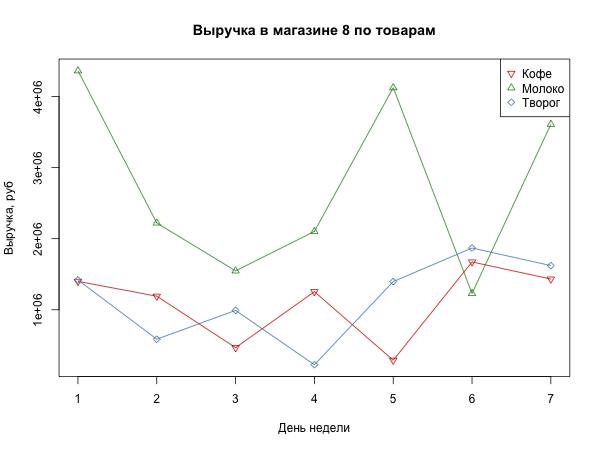 Выручка в магазине 8 по товарам
Кофе
Молоко
Творог
Выручка, руб
4e+06
3e+06
2e+06
1e+06
1 2 3 4 5 6 7
День недели